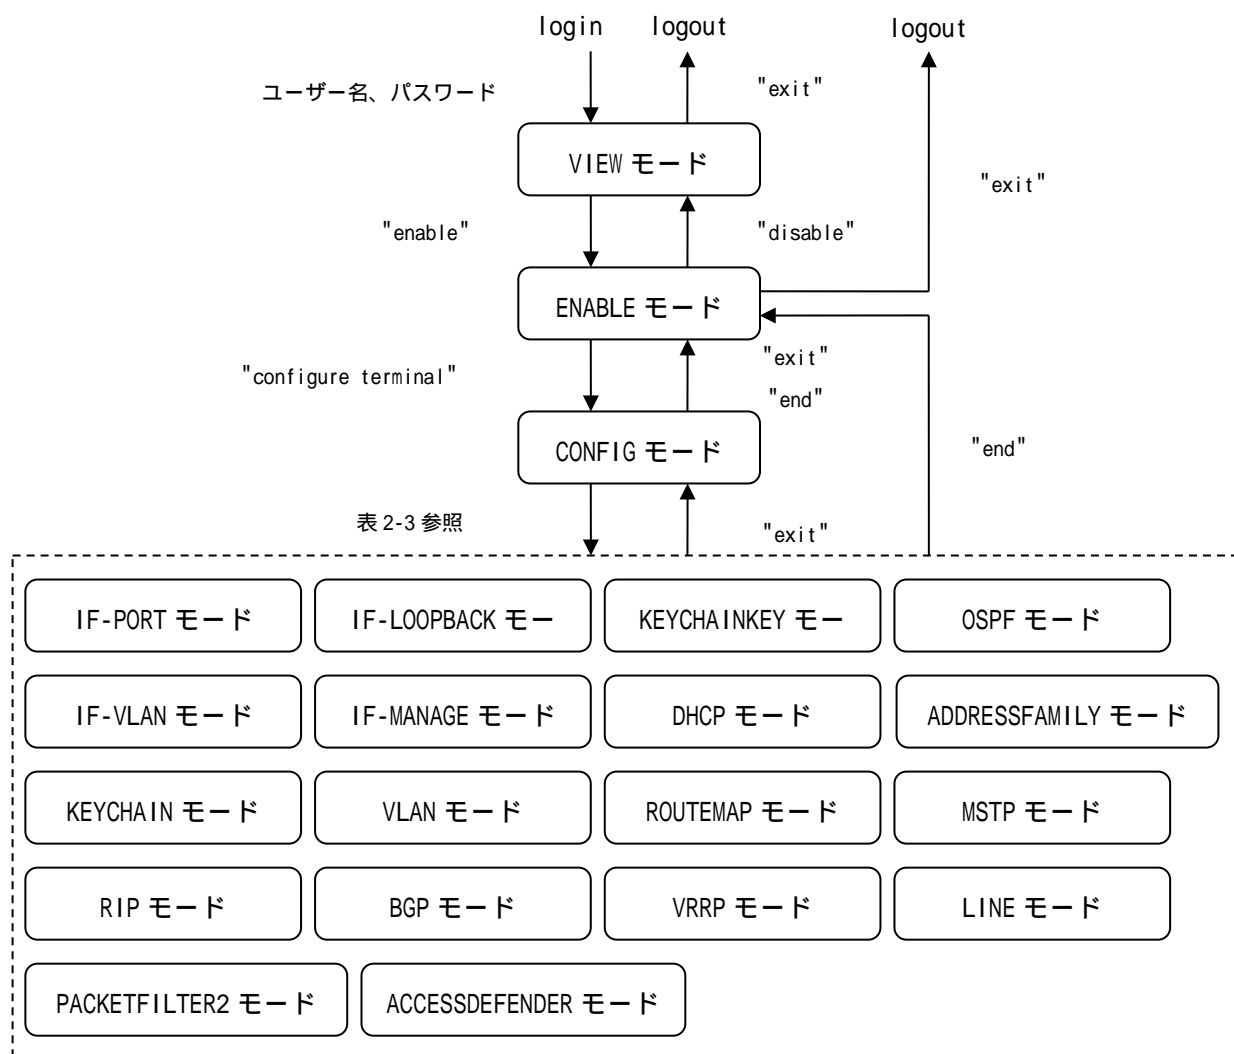 login logout logout
ユーザー名、パスワード
"exit"
VIEW モード
"exit"
"enable"
"disable"
ENABLE モード
"exit"
"configure terminal"
"end"
CONFIG モード
"end"
表 2-3 参照
"exit"
IF-PORT モード
IF-LOOPBACK モー
KEYCHAINKEY モー
OSPF モード
IF-VLAN モード
IF-MANAGE モード
DHCP モード
ADDRESSFAMILY モード
KEYCHAIN モード
VLAN モード
ROUTEMAP モード
MSTP モード
RIP モード
BGP モード
VRRP モード
LINE モード
PACKETFILTER2 モード
ACCESSDEFENDER モード